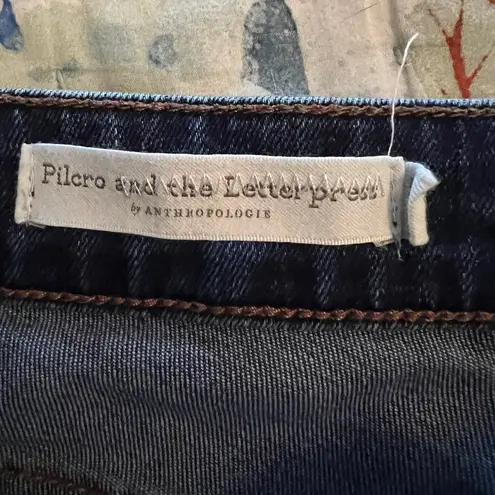 Pilcro and the Letterpress
by ANTHROPOLOGIE